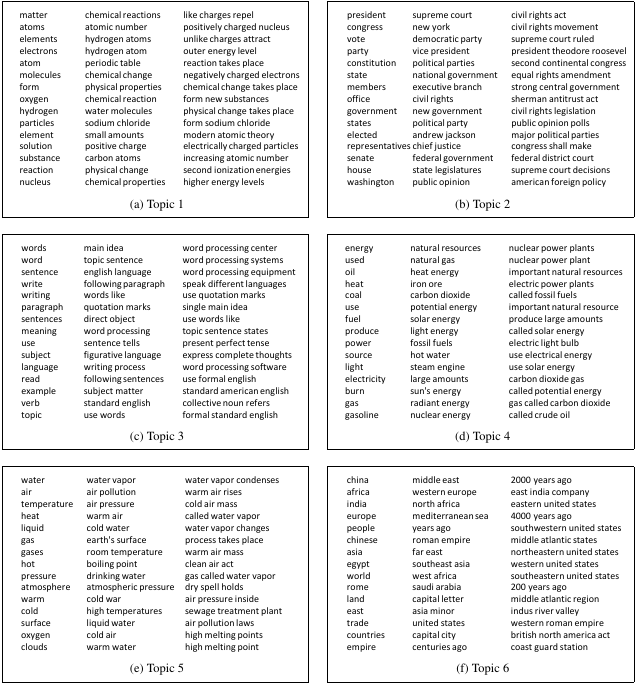 matter chemical reactions like charges repel
atoms atomic number positively charged nucleus
elements hydrogen atoms unlike charges attract
electrons hydrogen atom outer energy level
atom periodic table reaction takes place
molecules chemical change negatively charged electrons
form physical properties chemical change takes place
oxygen chemical reaction form new substances
hydrogen water molecules physical change takes place
particles sodium chloride form sodium chloride
element small amounts modern atomic theory
solution positive charge electrically charged particles
substance carbon atoms increasing atomic number
reaction physical change second ionization energies
nucleus chemical properties higher energy levels
(a) Topic 1
president supreme court civil rights act
congress new york civil rights movement
vote democratic party supreme court ruled
party vice president president theodore roosevel
constitution political parties second continental congress
state national government equal rights amendment
members executive branch strong central government
office civil rights sherman antitrust act
government new government civil rights legislation
states political party public opinion polls
elected andrew jackson major political parties
representatives chief justice congress shall make
senate federal government federal district court
house state legislatures supreme court decisions
washington public opinion american foreign policy
(b) Topic 2
words main idea word processing center
word topic sentence word processing systems
sentence english language word processing equipment
write following paragraph speak different languages
writing words like use quotation marks
paragraph quotation marks single main idea
sentences direct object use words like
meaning word processing topic sentence states
use sentence tells present perfect tense
subject figurative language express complete thoughts
language writing process word processing software
read following sentences use formal english
example subject matter standard american english
verb standard english collective noun refers
topic use words formal standard english
(c) Topic 3
energy natural resources nuclear power plants
used natural gas nuclear power plant
oil heat energy important natural resources
heat iron ore electric power plants
coal carbon dioxide called fossil fuels
use potential energy important natural resource
fuel solar energy produce large amounts
produce light energy called solar energy
power fossil fuels electric light bulb
source hot water use electrical energy
light steam engine use solar energy
electricity large amounts carbon dioxide gas
burn sun's energy called potential energy
gas radiant energy gas called carbon dioxide
gasoline nuclear energy called crude oil
(d) Topic 4
water water vapor water vapor condenses
air air pollution warm air rises
temperature air pressure cold air mass
heat warm air called water vapor
liquid cold water water vapor changes
gas earth's surface process takes place
gases room temperature warm air mass
hot boiling point clean air act
pressure drinking water gas called water vapor
atmosphere atmospheric pressure dry spell holds
warm cold war air pressure inside
cold high temperatures sewage treatment plant
surface liquid water air pollution laws
oxygen cold air high melting points
clouds warm water high melting point
(e) Topic 5
china middle east 2000 years ago
africa western europe east india company
india north africa eastern united states
europe mediterranean sea 4000 years ago
people years ago southwestern united states
chinese roman empire middle atlantic states
asia far east northeastern united states
egypt southeast asia western united states
world west africa southeastern united states
rome saudi arabia 200 years ago
land capital letter middle atlantic region
east asia minor indus river valley
trade united states western roman empire
countries capital city british north america act
empire centuries ago coast guard station
(f) Topic 6